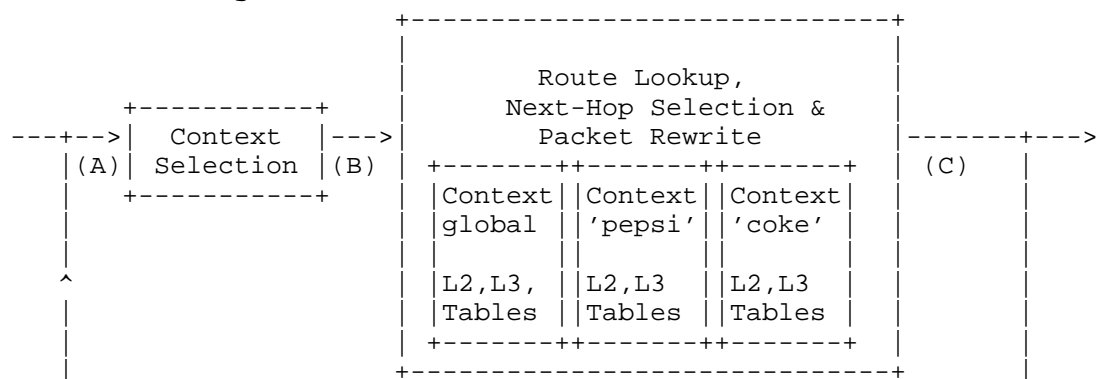 Route Lookup,
Next-Hop Selection &
Packet Rewrite
Context
Selection
(A)
(B)
(C)
Context
global
L2,L3,
Tables
Context
'pepsi'
L2,L3
Tables
Context
'coke'
L2,L3
Tables